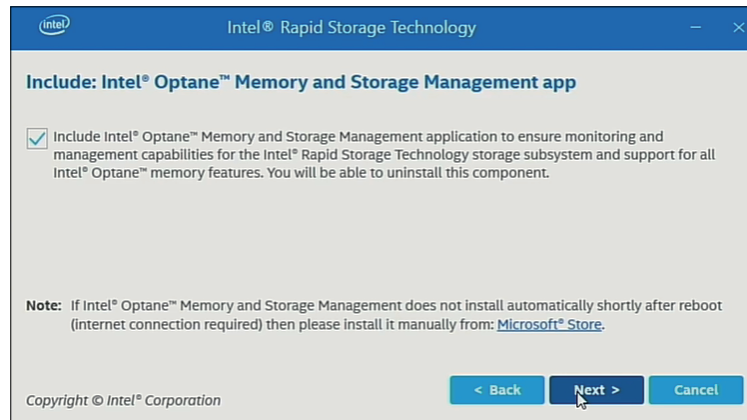 intel
Intel® Rapid Storage Technology
Include: Intel® Optane™ Memory and Storage Management app
Include Intel® Optane™ Memory and Storage Management application to ensure monitoring and
management capabilities for the Intel® Rapid Storage Technology storage subsystem and support for all
Intel® Optane™ memory features. You will be able to uninstall this component.
Note: If Intel® Optane™ Memory and Storage Management does not install automatically shortly after reboot
(internet connection required) then please install it manually from: Microsoft® Store.
< Back
Next >
Cancel
Copyright © Intel® Corporation